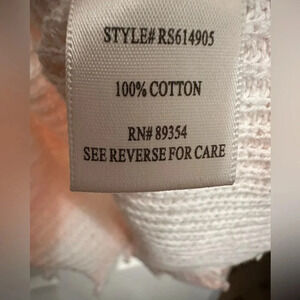 STYLE# RS614905
100% COTTON
RN# 89354
SEE REVERSE FOR CARE